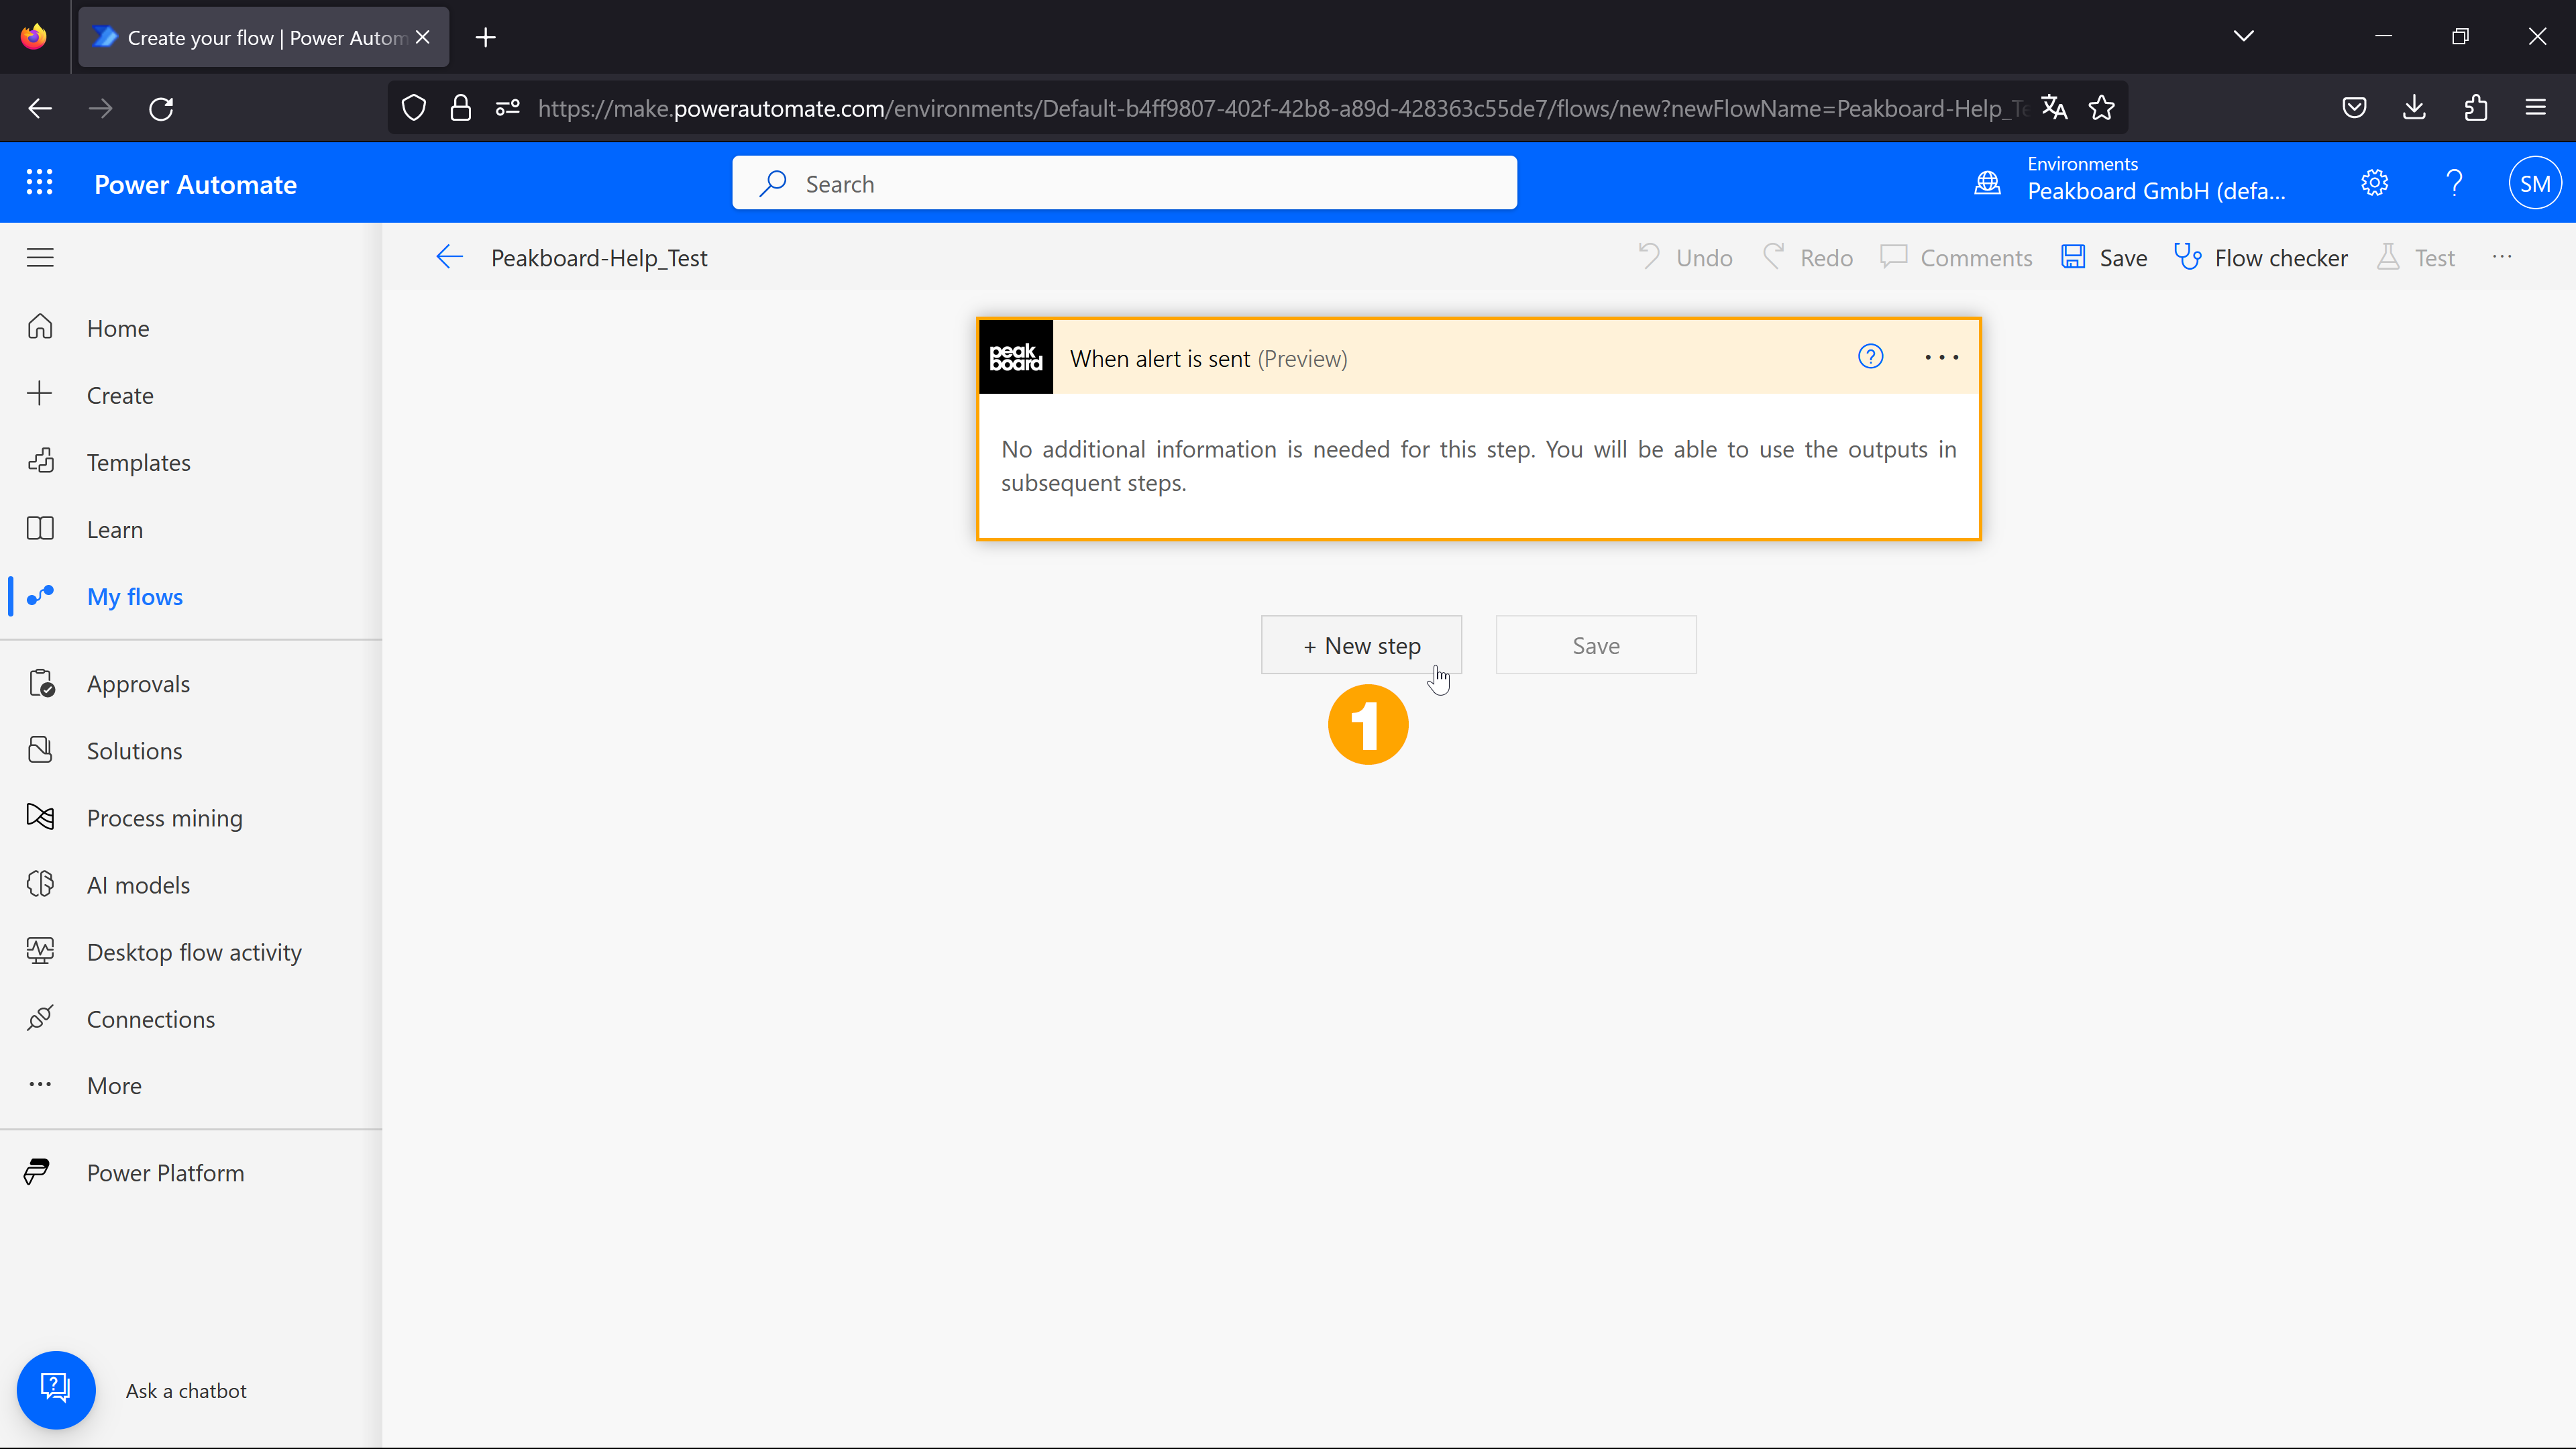 Create your flow | Power Autom
https://make.powerautomate.com/environments/Default-b4ff9807-402f-42b8-a89d-428363c55de7/flows/new?newFlowName=Peakboard-Help_Te
Power Automate
Search
Environments
Peakboard GmbH (defa...
SM
Peakboard-Help_Test
Undo
Redo
Comments
Save
Flow checker
Test
Home
Create
Templates
Learn
My flows
Approvals
Solutions
Process mining
AI models
Desktop flow activity
Connections
More
Power Platform
Ask a chatbot
peak
board
When alert is sent (Preview)
No additional information is needed for this step. You will be able to use the outputs in
subsequent steps.
+ New step
Save
1